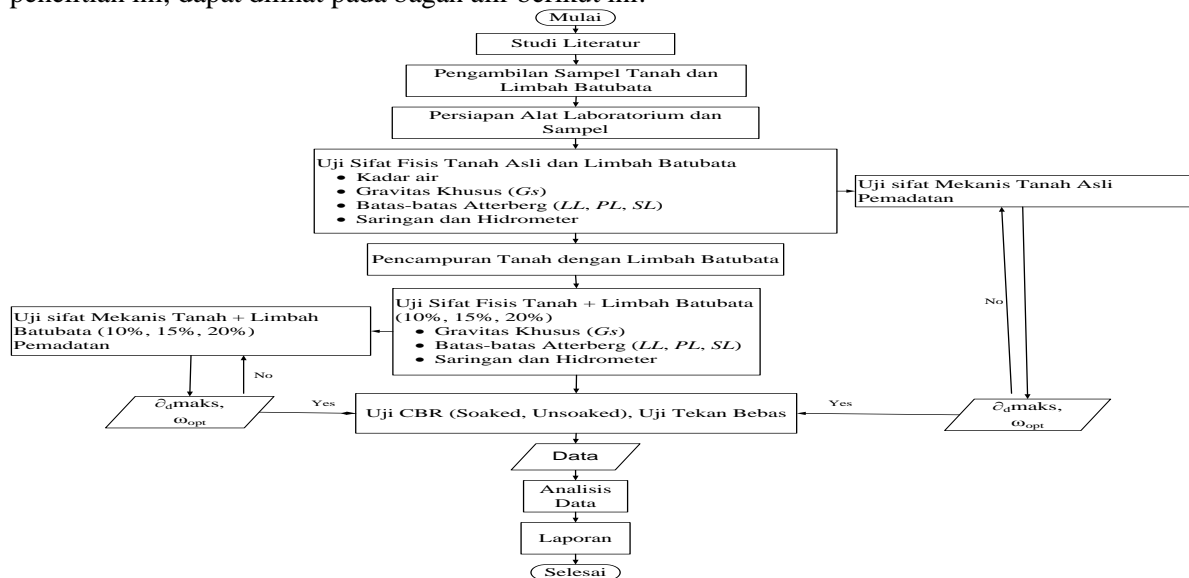 penelitian ini, dapat dilihat pada bagan alir berikut ini:
Mulai
Studi Literatur
Pengambilan Sampel Tanah dan
Limbah Batubata
Persiapan Alat Laboratorium dan
Sampel
Uji Sifat Fisis Tanah Asli dan Limbah Batubata
• Kadar air
• Gravitas Khusus (Gs)
• Batas-batas Atterberg (LL, PL, SL)
• Saringan dan Hidrometer
Uji sifat Mekanis Tanah Asli
Pemadatan
Pencampuran Tanah dengan Limbah Batubata
Uji Sifat Fisis Tanah + Limbah Batubata
(10%, 15%, 20%)
• Gravitas Khusus (Gs)
• Batas-batas Atterberg (LL, PL, SL)
• Saringan dan Hidrometer
Uji sifat Mekanis Tanah + Limbah
Batubata (10%, 15%, 20%)
Pemadatan
No
No
∂dmaks,
ωopt
Yes
Uji CBR (Soaked, Unsoaked), Uji Tekan Bebas
Yes
∂dmaks,
ωopt
Data
Analisis
Data
Laporan
Selesai